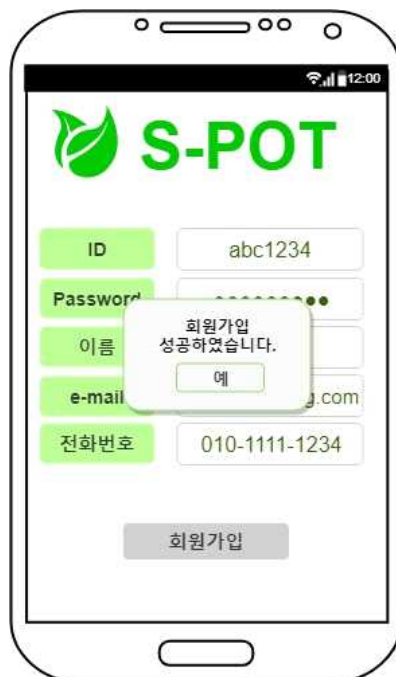 12:00
S-POT
ID abc1234
Password
이름
회원가입
성공하였습니다.
예
e-mail g.com
전화번호 010-1111-1234
회원가입